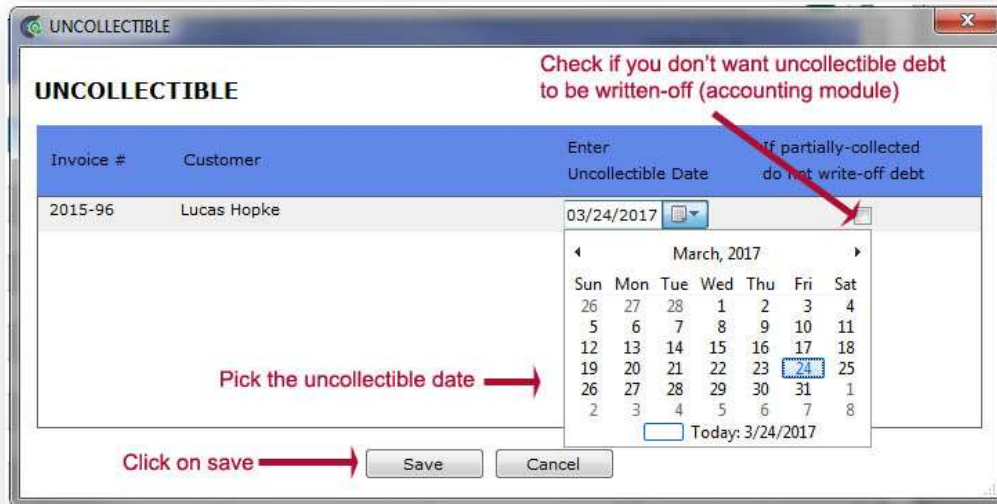 UNCOLLECTIBLE
X
Check if you don't want uncollectible debt
to be written-off (accounting module)
UNCOLLECTIBLE
Invoice # Customer Enter If partially-collected
Uncollectible Date do not write-off debt
2015-96 Lucas Hopke 03/24/2017
March, 2017
Sun Mon Tue Wed Thu Fri Sat
26 27 28 1 2 3 4
5 6 7 8 9 10 11
12 13 14 15 16 17 18
19 20 21 22 23 24 25
26 27 28 29 30 31 1
2 3 4 5 6 7 8
Today: 3/24/2017
Pick the uncollectible date
Click on save
Save Cancel